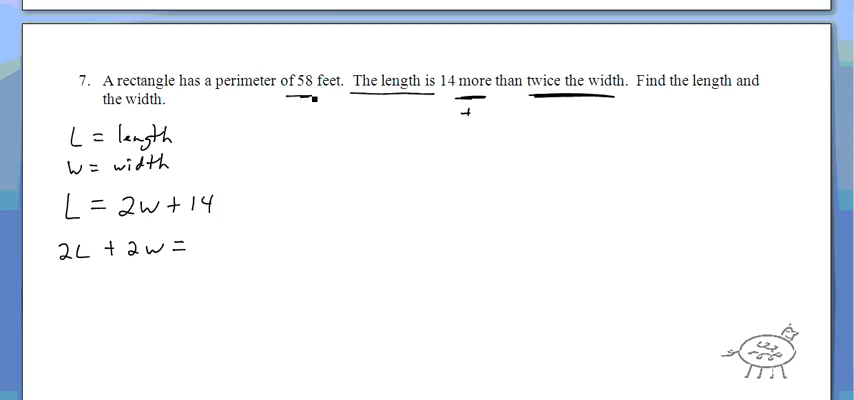 7. A rectangle has a perimeter of 58 feet. The length is 14 more than twice the width. Find the length and
the width.
+
L = length
W = width
L = 2W + 14
2L + 2W =